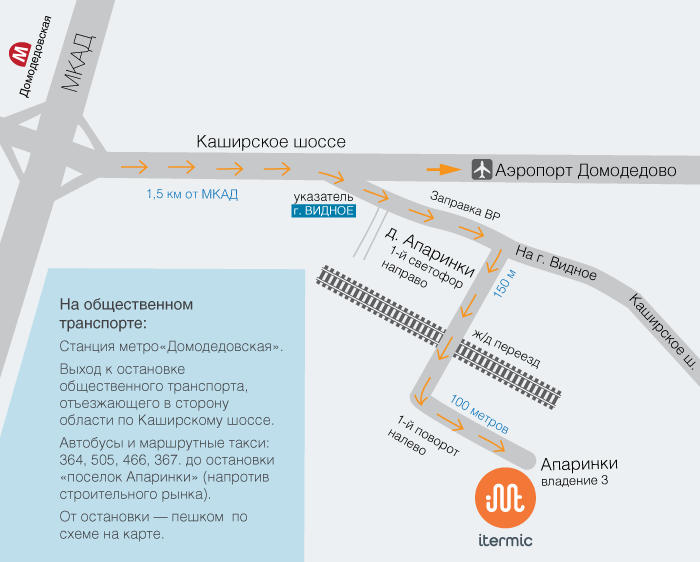 М
Домодедовская
МКАД
Каширское шоссе
Аэропорт Домодедово
1,5 км от МКАД
указатель
г. ВИДНОЕ
Заправка BP
д. Апаринки
1-й светофор
направо
На г. Видное
150 м
Каширское ш.
ж/д переезд
100 метров
1-й поворот
налево
Апаринки
владение 3
itermic
На общественном
транспорте:
Станция метро«Домодедовская».
Выход к остановке
общественного транспорта,
отъезжающего в сторону
области по Каширскому шоссе.
Автобусы и маршрутные такси:
364, 505, 466, 367. до остановки
«поселок Апаринки» (напротив
строительного рынка).
От остановки — пешком  по
схеме на карте.